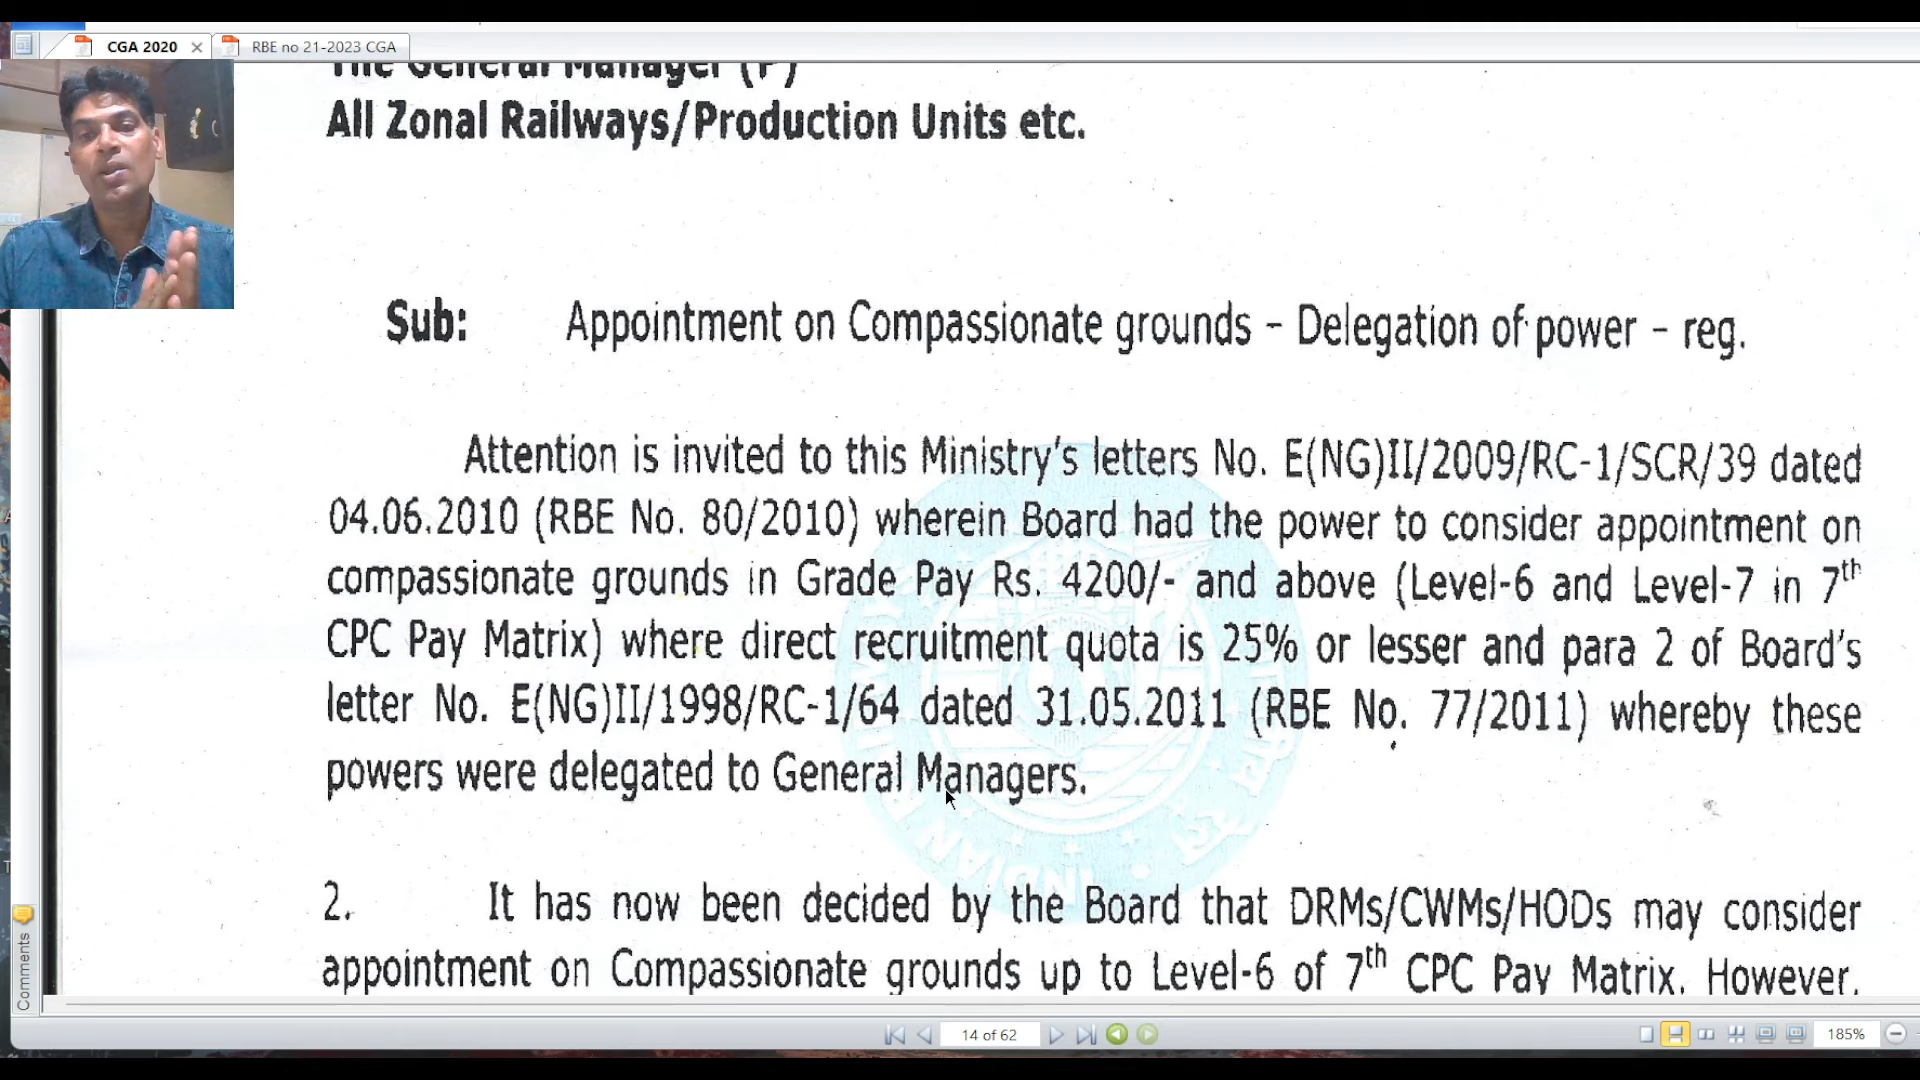 CGA 2020
RBE no 21-2023 CGA
The General Manager (P)
All Zonal Railways/Production Units etc.
Sub: Appointment on Compassionate grounds – Delegation of power – reg.
Attention is invited to this Ministry's letters No. E(NG)II/2009/RC-1/SCR/39 dated
04.06.2010 (RBE No. 80/2010) wherein Board had the power to consider appointment on
compassionate grounds in Grade Pay Rs. 4200/- and above (Level-6 and Level-7 in 7th
CPC Pay Matrix) where direct recruitment quota is 25% or lesser and para 2 of Board's
letter No. E(NG)II/1998/RC-1/64 dated 31.05.2011 (RBE No. 77/2011) whereby these
powers were delegated to General Managers.
2. It has now been decided by the Board that DRMs/CWMs/HODs may consider
appointment on Compassionate grounds up to Level-6 of 7th CPC Pay Matrix. However,
INDIAN
Comments
14 of 62
185%